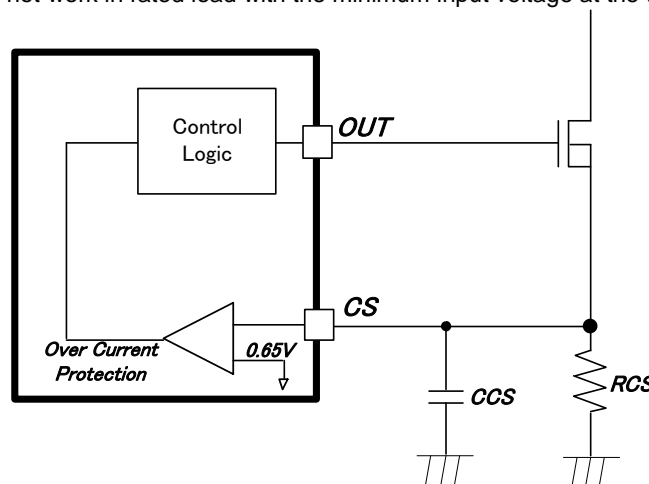 not work in rated load with the minimum input voltage at the
Control
Logic
OUT
CS
0.65V
Over Current
Protection
CCS
RCS